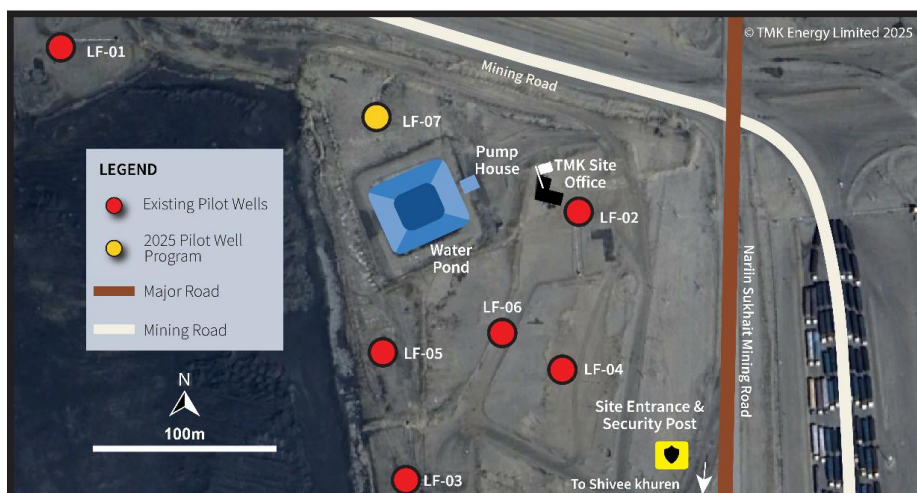 © TMK Energy Limited 2025
LF-01
Mining Road
LF-07
Pump
House
TMK Site
Office
LF-02
Water
Pond
LEGEND
Existing Pilot Wells
2025 Pilot Well
Program
Major Road
Mining Road
N
100m
LF-06
LF-05
LF-04
Nariin Sukhait Mining Road
Site Entrance &
Security Post
LF-03
To Shivee khuren